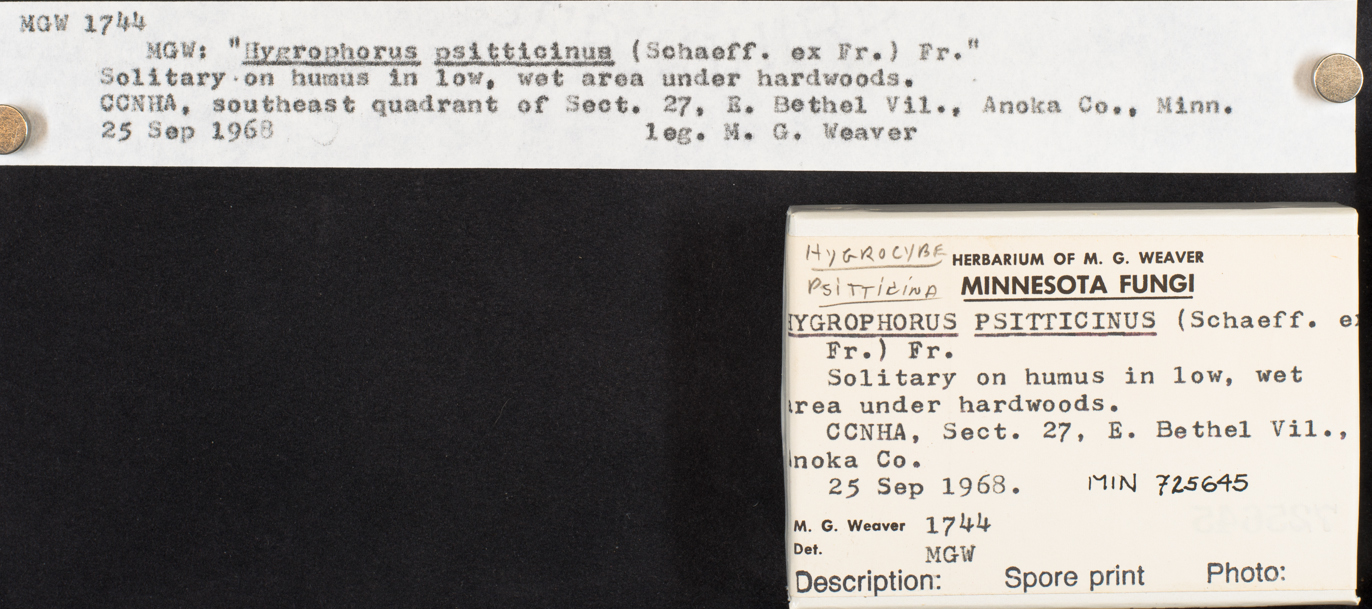 MGW 1744
MGW: "Hygrophorus psitticinus (Schaeff. ex Fr.) Fr."
Solitary on humus in low, wet area under hardwoods.
CCNHA, southeast quadrant of Sect. 27, E. Bethel Vil., Anoka Co., Minn.
25 Sep 1968 leg. M. G. Weaver
HYGROCYBE
PSITTICINA
HERBARIUM OF M. G. WEAVER
MINNESOTA FUNGI
HYGROPHORUS PSITTICINUS (Schaeff. ex
Fr.) Fr.
Solitary on humus in low, wet
area under hardwoods.
CCNHA, Sect. 27, E. Bethel Vil.,
Anoka Co.
25 Sep 1968. MIN 725645
M. G. Weaver 1744
Det. MGW
Description: Spore print Photo: